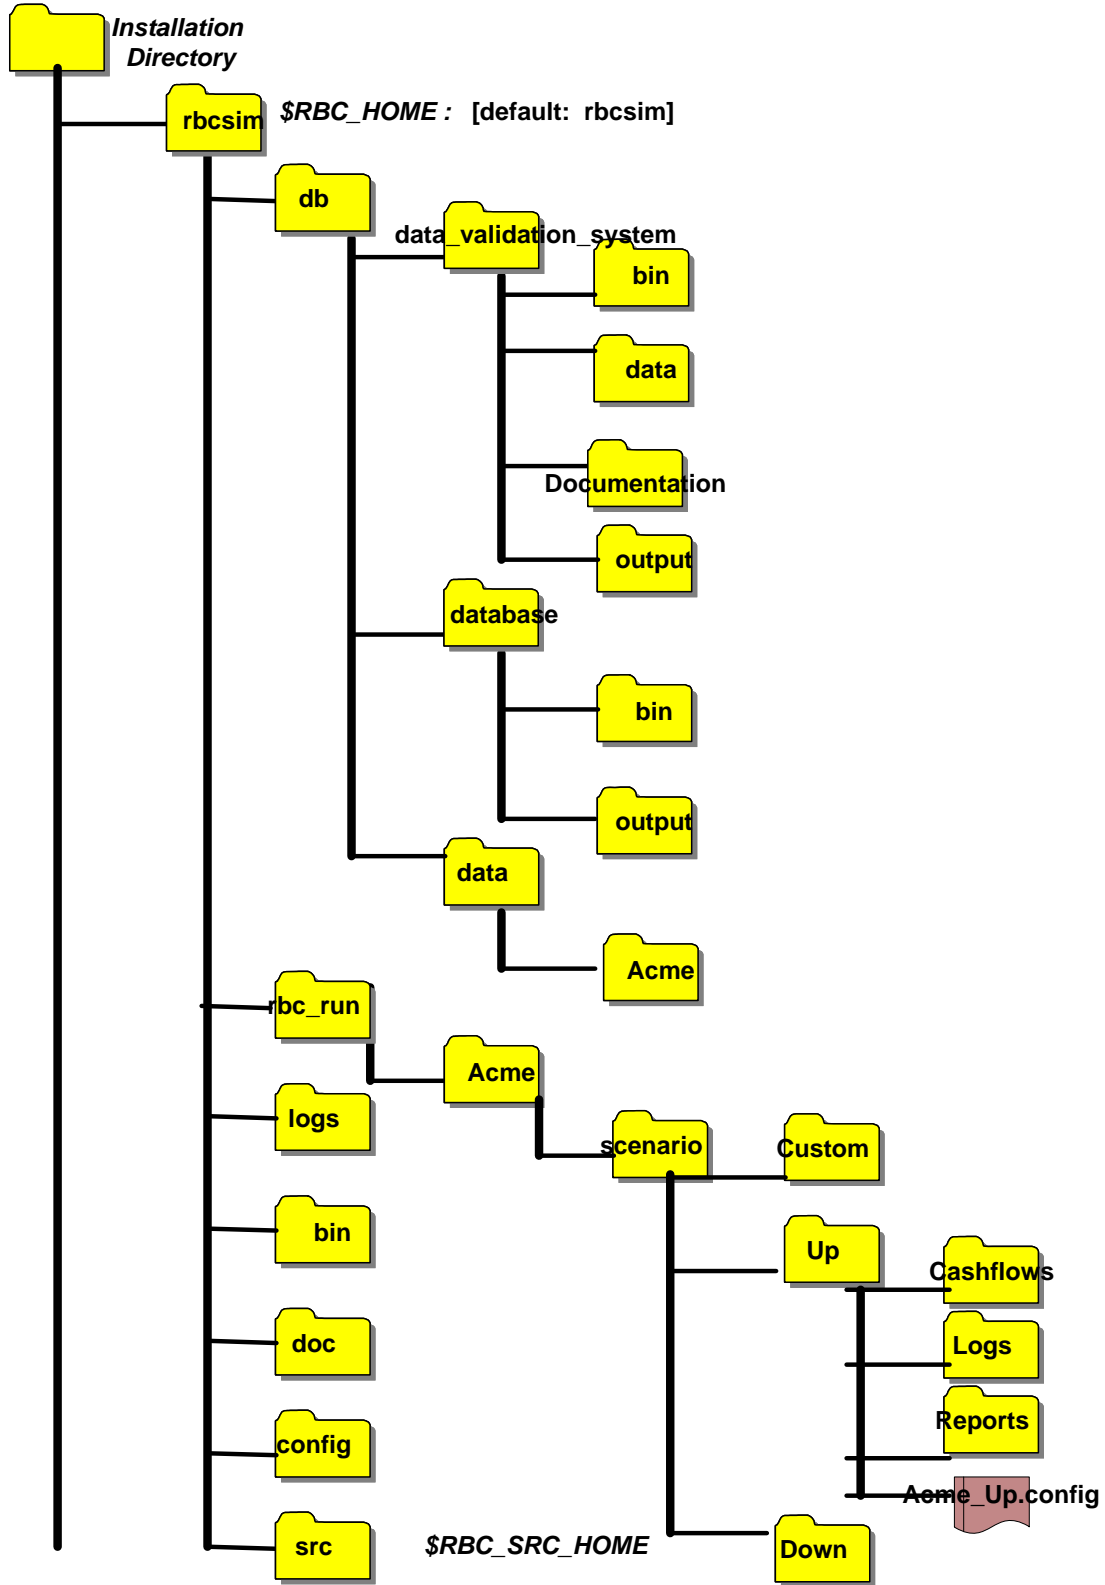 Installation
Directory
rbcsim
$RBC_HOME : [default: rbcsim]
db
data_validation_system
bin
data
Documentation
output
database
bin
output
data
Acme
rbc_run
Acme
logs
scenario
Custom
bin
Up
Cashflows
doc
Logs
Reports
config
Acme_Up.config
src
$RBC_SRC_HOME
Down